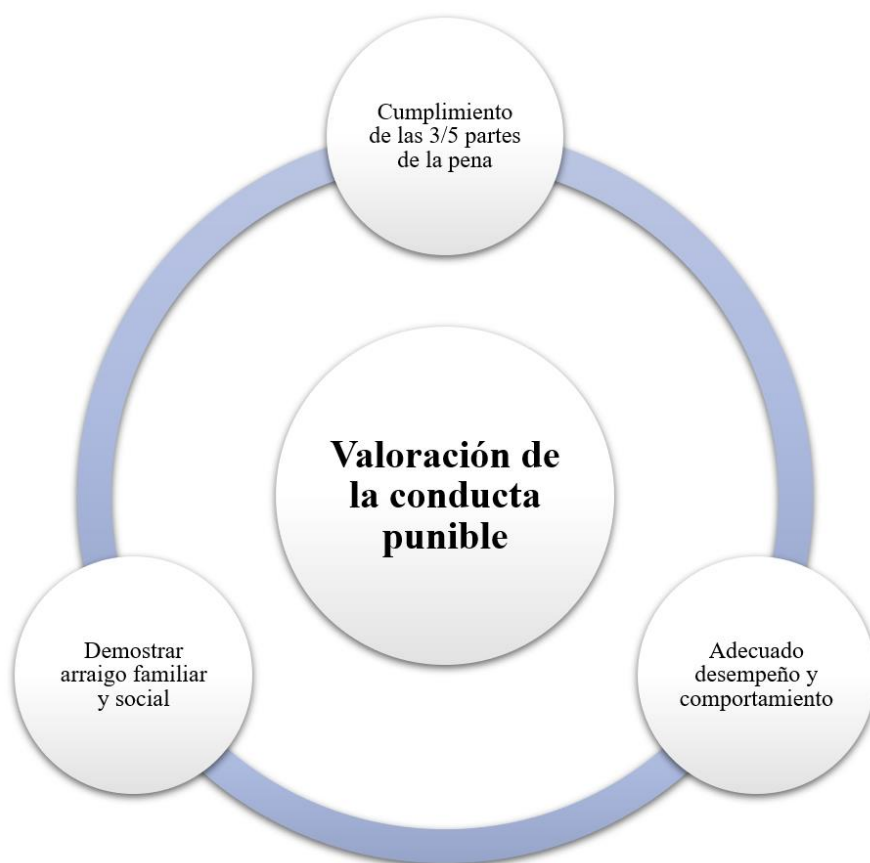 Cumplimiento
de las 3/5 partes
de la pena
Valoración de
la conducta
punible
Demostrar
arraigo familiar
y social
Adecuado
desempeño y
comportamiento